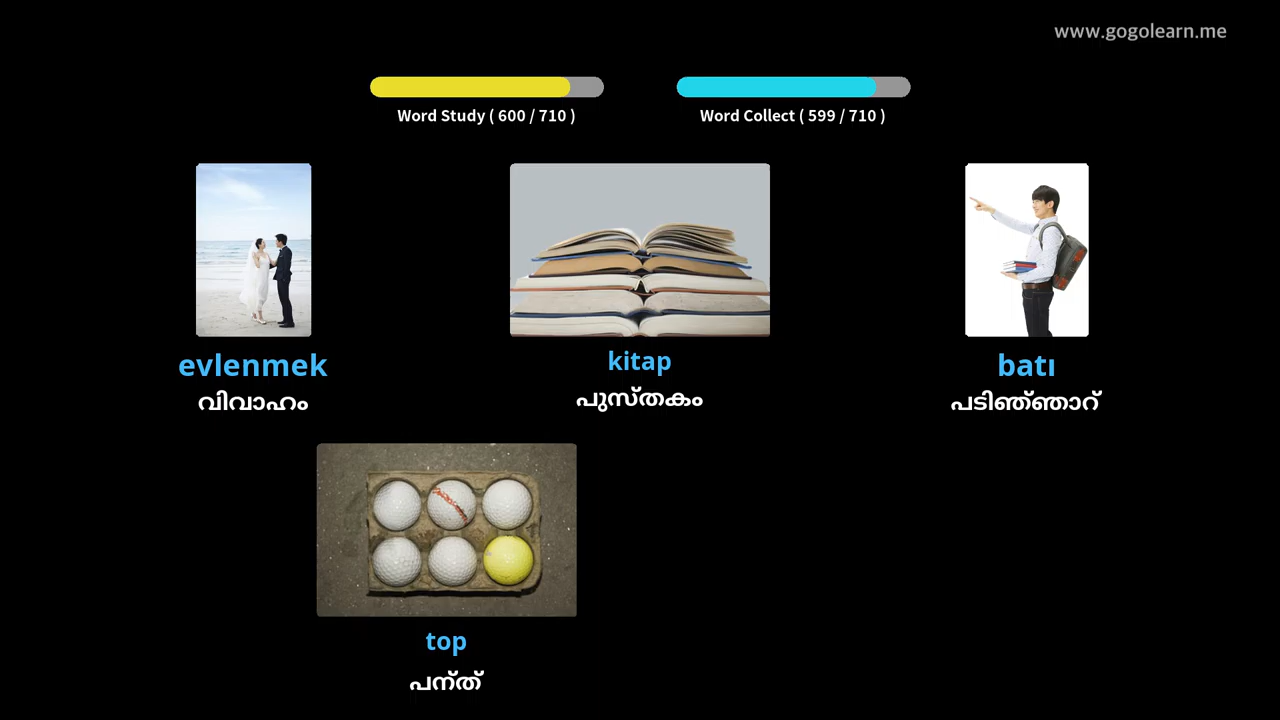 www.gogolearn.me
Word Study ( 600 / 710 )
Word Collect ( 599 / 710 )
evlenmek
വിവാഹം
kitap
പുസ്തകം
batı
പടിഞ്ഞാറ്
top
പന്ത്